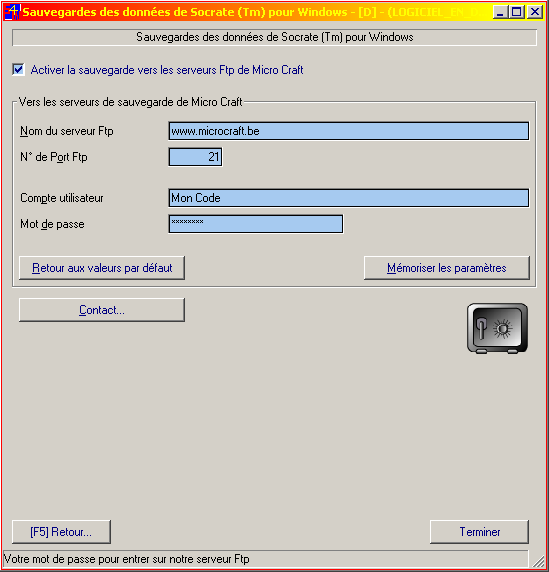 Sauvegardes des données de Socrate (Tm) pour Windows - [D] - (LOGICIEL_ES
Sauvegardes des données de Socrate (Tm) pour Windows
Activer la sauvegarde vers les serveurs Ftp de Micro Craft
Vers les serveurs de sauvegarde de Micro Craft
Nom du serveur Ftp www.microcraft.be
N° de Port Ftp 21
Compte utilisateur Mon Code
Mot de passe ********
Retour aux valeurs par défaut Mémoriser les paramètres
Contact...
[F5] Retour... Terminer
Votre mot de passe pour entrer sur notre serveur Ftp